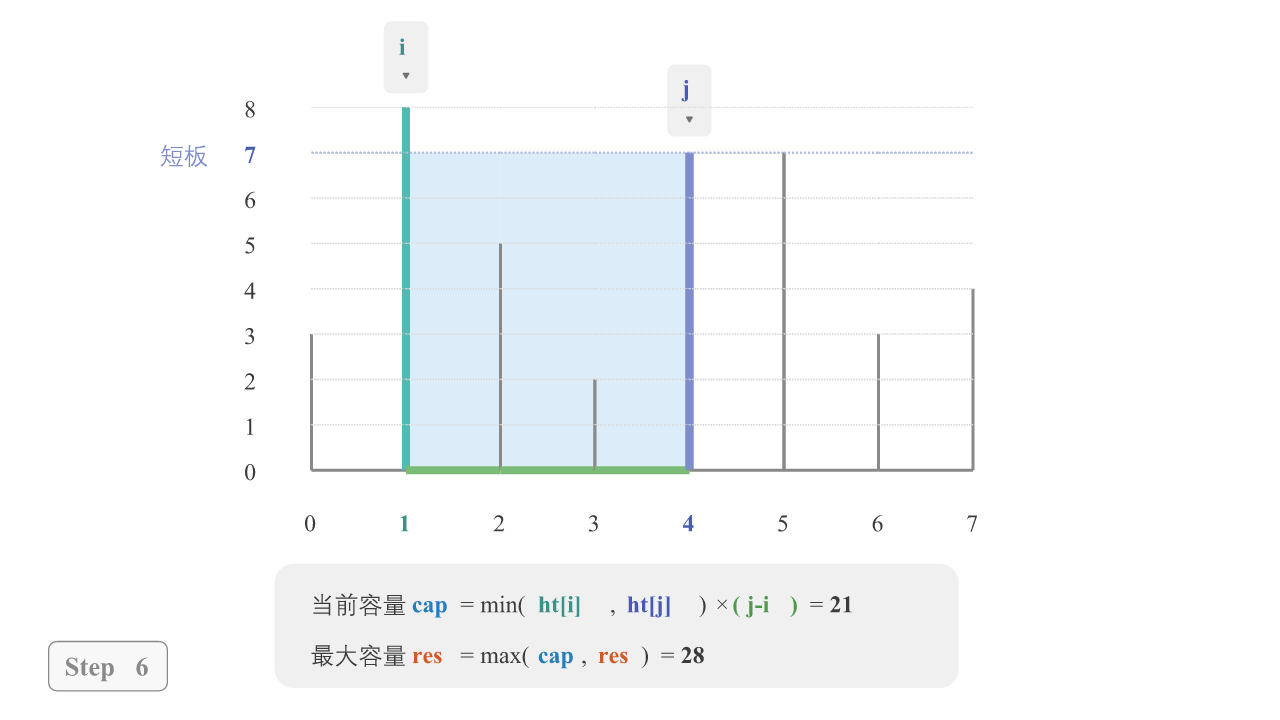 i
j
8
短板 7
6
5
4
3
2
1
0
0 1 2 3 4 5 6 7
当前容量 cap = min( ht[i] , ht[j] ) × ( j-i ) = 21
最大容量 res = max( cap , res ) = 28
Step 6